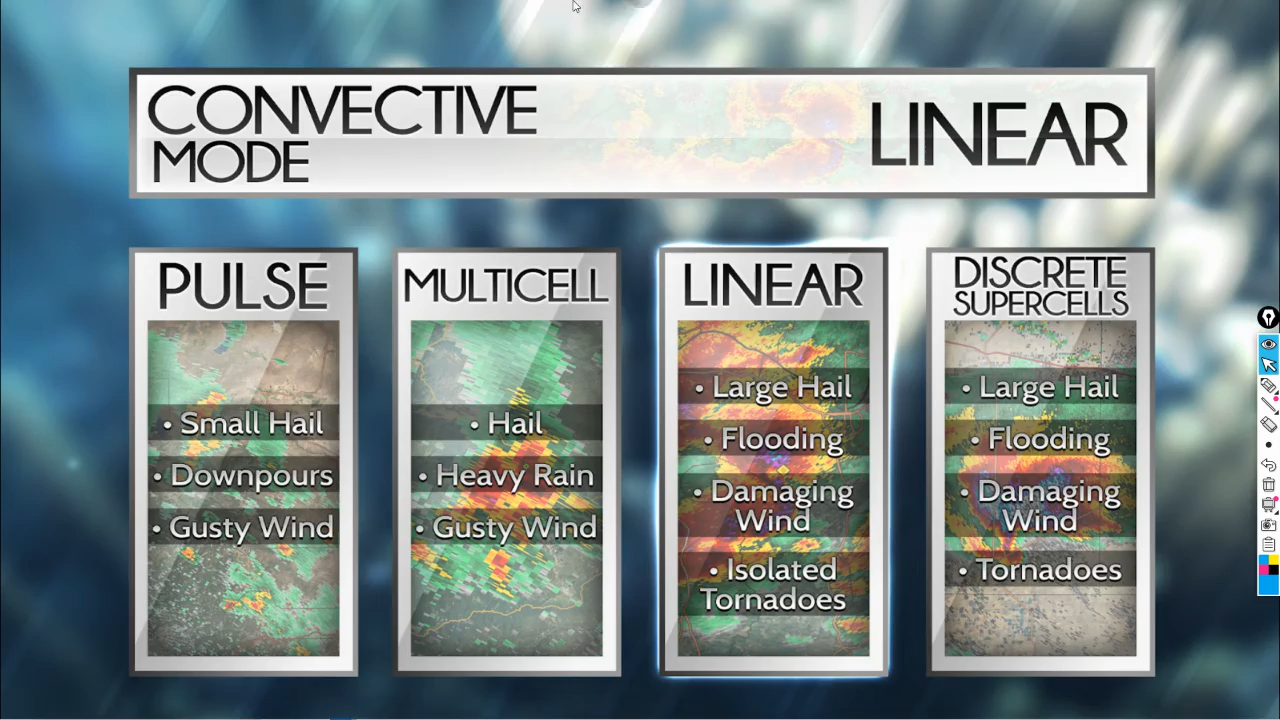 CONVECTIVE
MODE
LINEAR
PULSE
• Small Hail
• Downpours
• Gusty Wind
MULTICELL
• Hail
• Heavy Rain
• Gusty Wind
LINEAR
• Large Hail
• Flooding
• Damaging
Wind
• Isolated
Tornadoes
DISCRETE
SUPERCELLS
• Large Hail
• Flooding
• Damaging
Wind
• Tornadoes